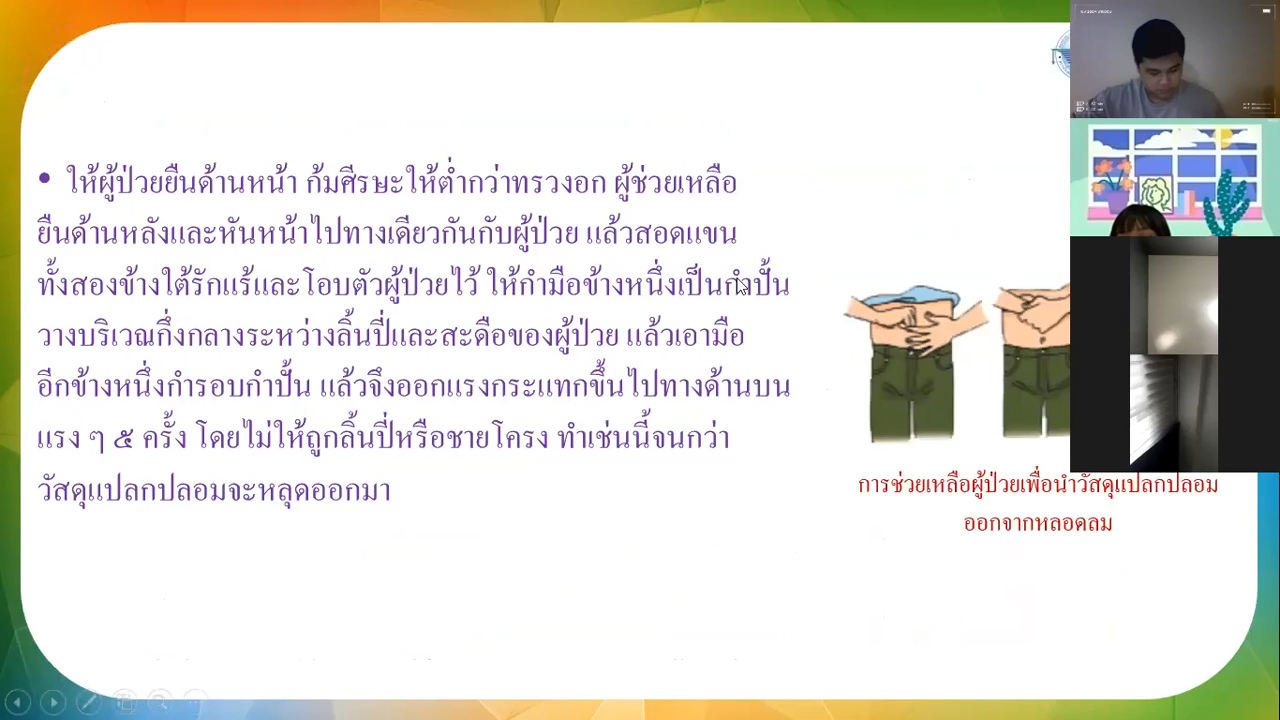 • ให้ผู้ป่วยยืนด้านหน้า ก้มศีรษะให้ต่ำกว่าทรวงอก ผู้ช่วยเหลือ
ยืนด้านหลังและหันหน้าไปทางเดียวกันกับผู้ป่วย แล้วสอดแขน
ทั้งสองข้างใต้รักแร้และโอบตัวผู้ป่วยไว้ ให้กำมือข้างหนึ่งเป็นกำปั้น
วางบริเวณกึ่งกลางระหว่างลิ้นปี่และสะดือของผู้ป่วย แล้วเอามือ
อีกข้างหนึ่งกำรอบกำปั้น แล้วจึงออกแรงกระแทกขึ้นไปทางด้านบน
แรง ๆ ๕ ครั้ง โดยไม่ให้ถูกลิ้นปี่หรือชายโครง ทำเช่นนี้จนกว่า
วัสดุแปลกปลอมจะหลุดออกมา
การช่วยเหลือผู้ป่วยเพื่อนำวัสดุแปลกปลอม
ออกจากหลอดลม